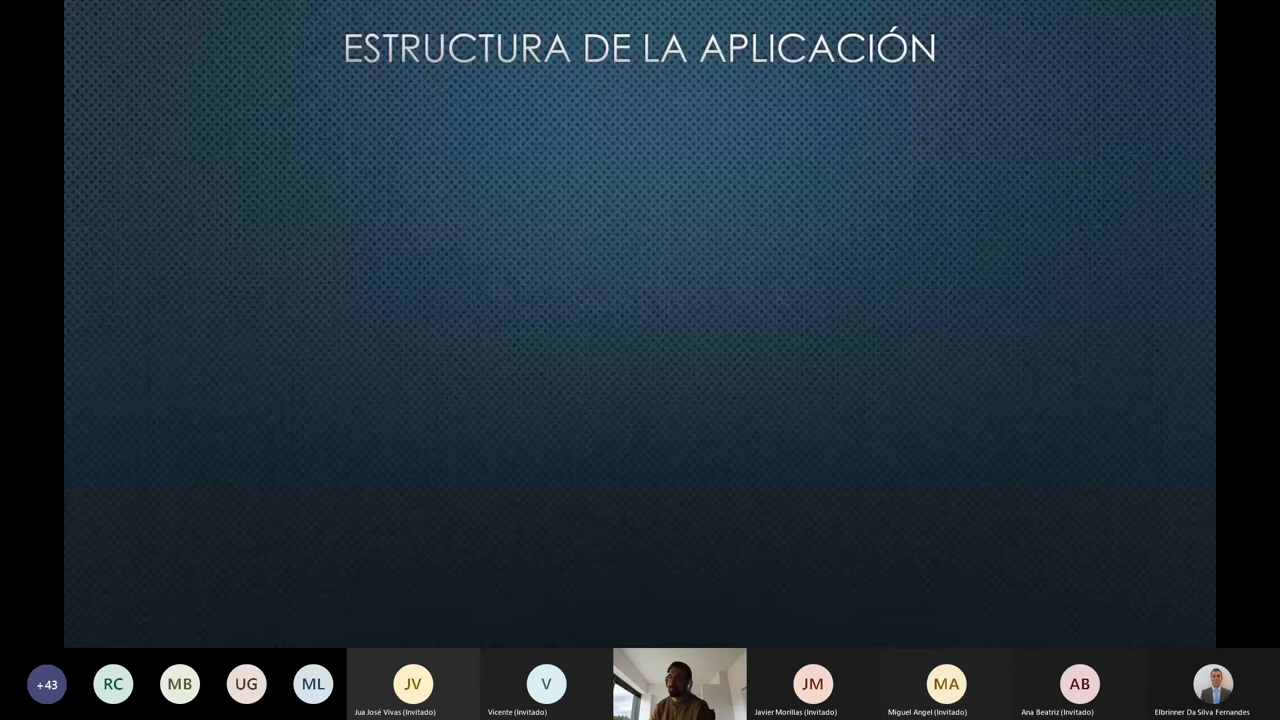 ESTRUCTURA DE LA APLICACIÓN
+43
RC
MB
UG
ML
JV
V
JM
MA
AB
Jua José Vivas (Invitado)
Vicente (Invitado)
Javier Morillas (Invitado)
Miguel Angel (Invitado)
Ana Beatriz (Invitado)
Elbrinner Da Silva Fernandes